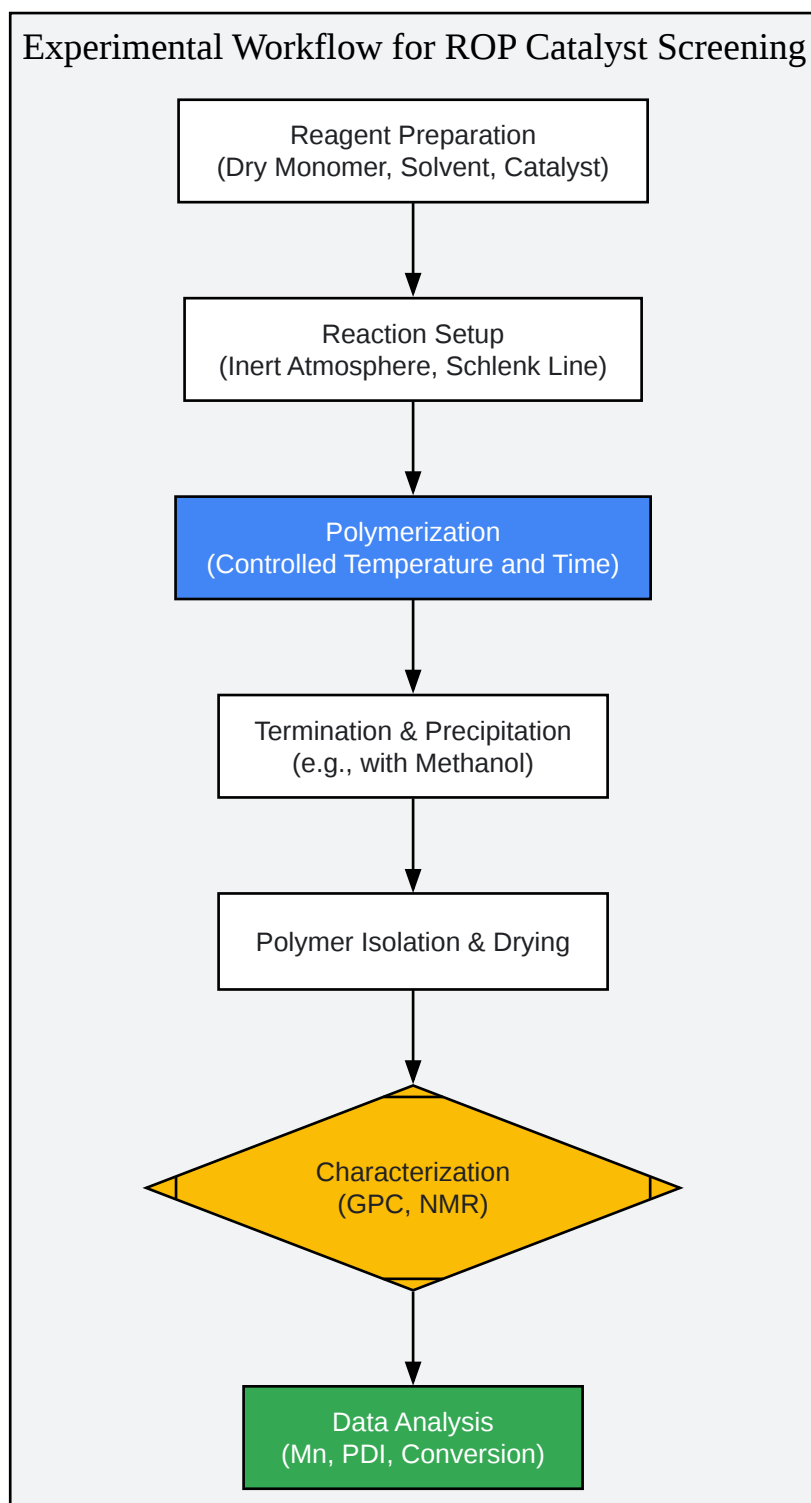 Experimental Workflow for ROP Catalyst Screening
Reagent Preparation
(Dry Monomer, Solvent, Catalyst)
Reaction Setup
(Inert Atmosphere, Schlenk Line)
Polymerization
(Controlled Temperature and Time)
Termination & Precipitation
(e.g., with Methanol)
Polymer Isolation & Drying
Characterization
(GPC, NMR)
Data Analysis
(Mn, PDI, Conversion)